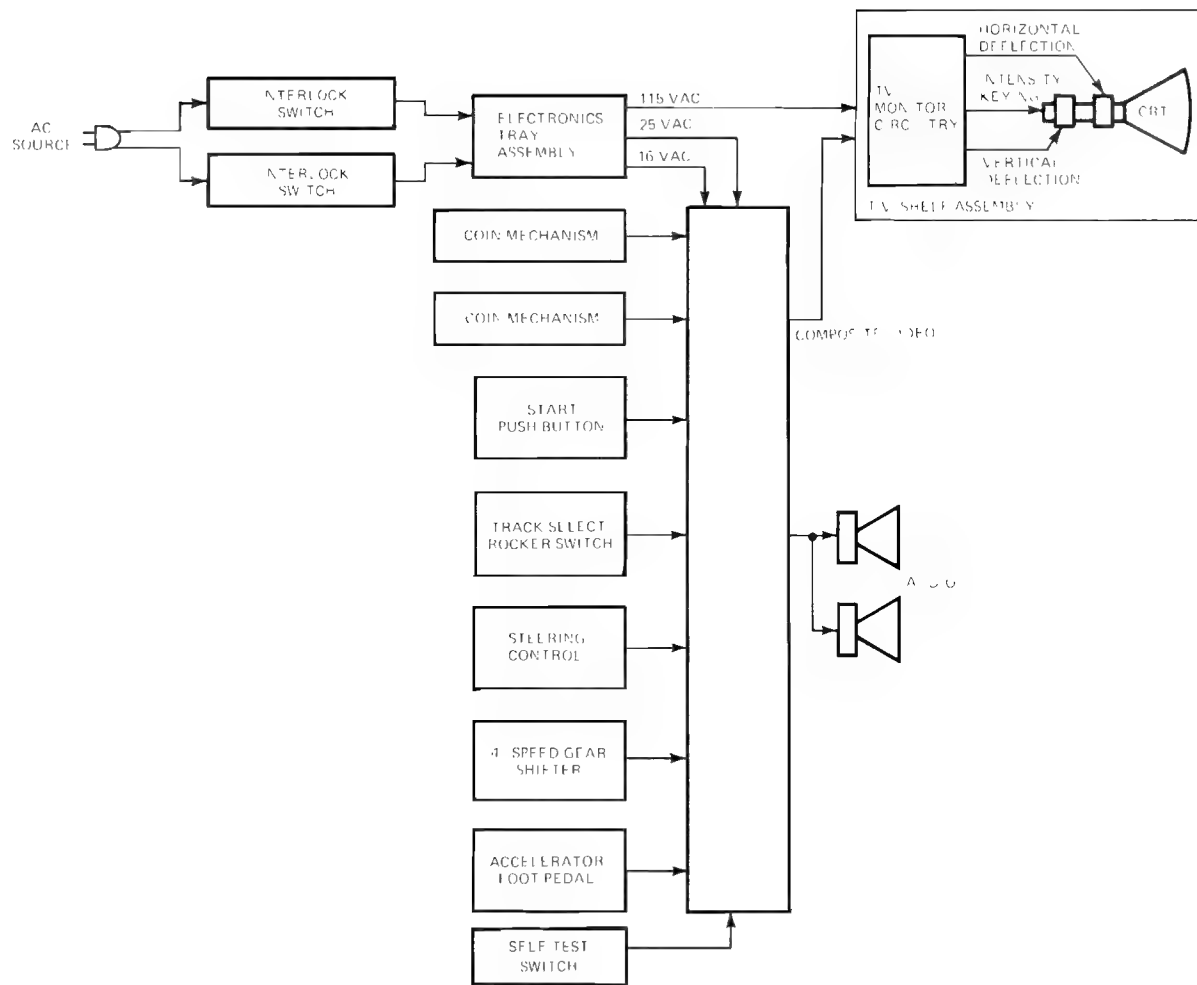 AC
SOURCE
INTERLOCK
SWITCH
INTERLOCK
SWITCH
ELECTRONICS
TRAY
ASSEMBLY
115 VAC
25 VAC
16 VAC
HORIZONTAL
DEFLECTION
INTENSITY
KEYING
TV
MONITOR
CIRCUITRY
CRT
VERTICAL
DEFLECTION
TV SHELF ASSEMBLY
COIN MECHANISM
COIN MECHANISM
COMPOSITE VIDEO
START
PUSH BUTTON
TRACK SELECT
ROCKER SWITCH
AUDIO
STEERING
CONTROL
4-SPEED GEAR
SHIFTER
ACCELERATOR
FOOT PEDAL
SELF TEST
SWITCH